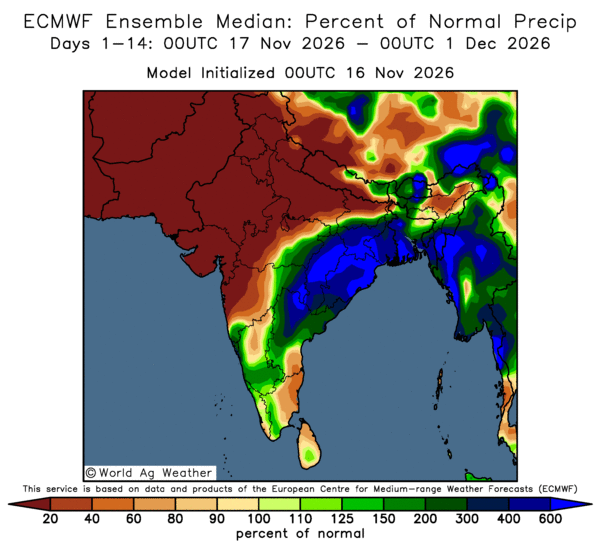 ECMWF Ensemble Median: Percent of Normal Precip
Days 1–14: 00UTC 17 Nov 2026 – 00UTC 1 Dec 2026
Model Initialized 00UTC 16 Nov 2026
© World Ag Weather
This service is based on data and products of the European Centre for Medium-range Weather Forecasts (ECMWF)
20 40 60 80 90 100 110 125 150 200 300 400 600
percent of normal